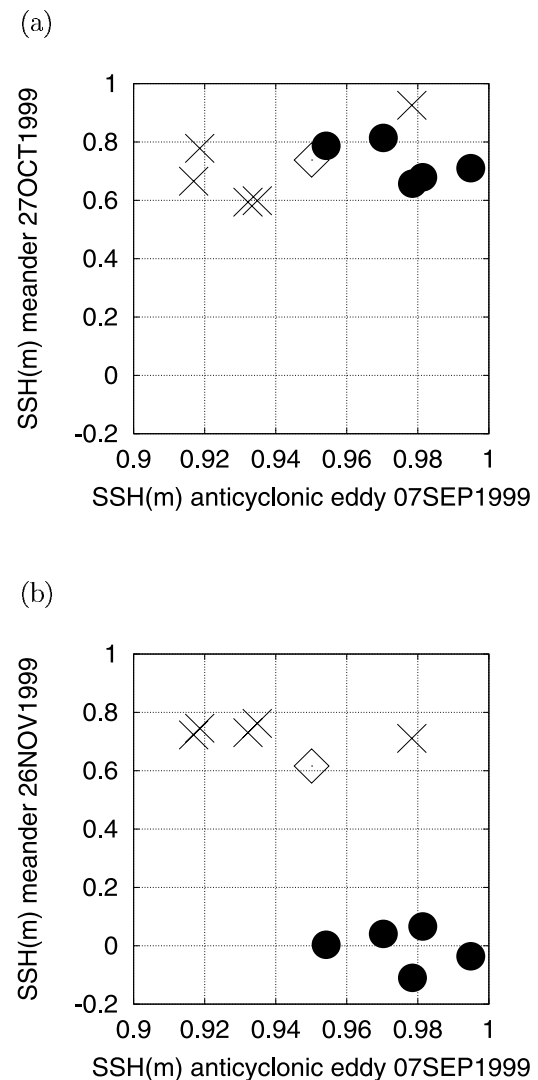 (a)
1
0.8
0.6
0.4
0.2
0
-0.2
0.9 0.92 0.94 0.96 0.98 1
SSH(m) meander 27OCT1999
SSH(m) anticyclonic eddy 07SEP1999
(b)
1
0.8
0.6
0.4
0.2
0
-0.2
0.9 0.92 0.94 0.96 0.98 1
SSH(m) meander 26NOV1999
SSH(m) anticyclonic eddy 07SEP1999